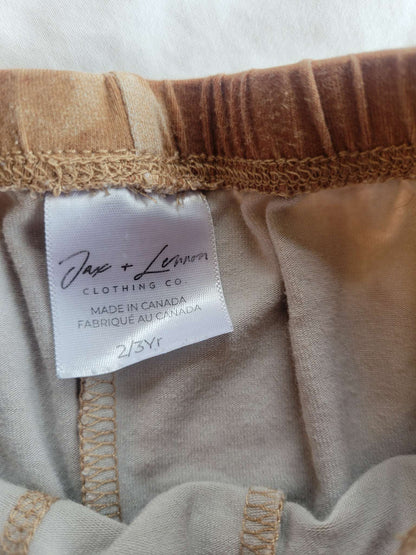 Jax + Lennon
CLOTHING CO.
MADE IN CANADA
FABRIQUÉ AU CANADA
2/3Yr